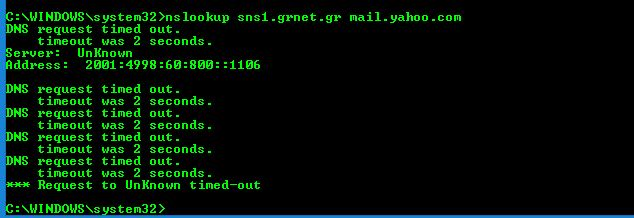 C:\WINDOWS\system32>nslookup sns1.grnet.gr mail.yahoo.com
DNS request timed out.
    timeout was 2 seconds.
Server:  UnKnown
Address:  2001:4998:60:800::1106
DNS request timed out.
    timeout was 2 seconds.
DNS request timed out.
    timeout was 2 seconds.
DNS request timed out.
    timeout was 2 seconds.
DNS request timed out.
    timeout was 2 seconds.
*** Request to UnKnown timed-out
C:\WINDOWS\system32>